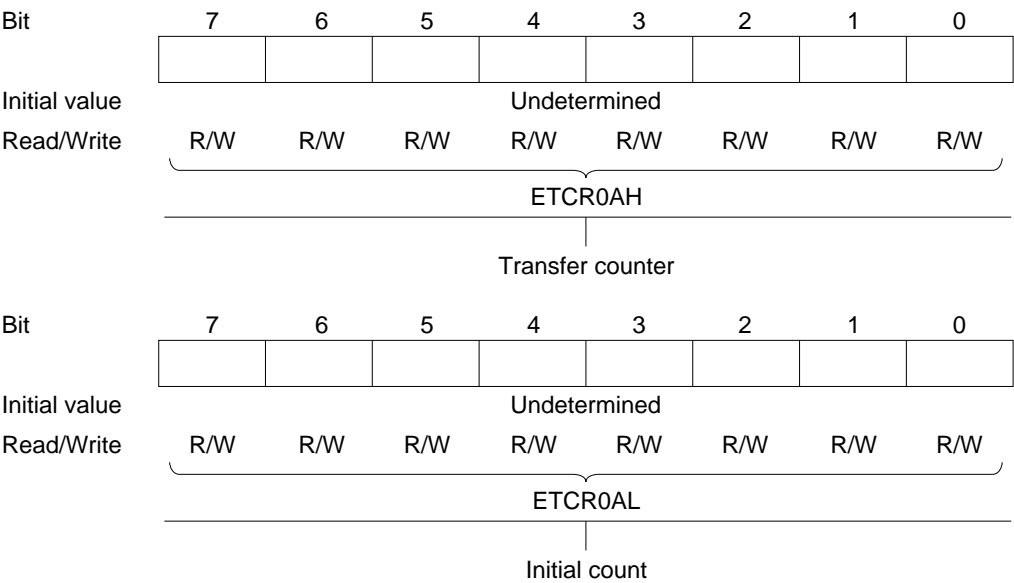 Bit 7 6 5 4 3 2 1 0
Initial value Undetermined
Read/Write R/W R/W R/W R/W R/W R/W R/W R/W
ETCR0AH
Transfer counter
Bit 7 6 5 4 3 2 1 0
Initial value Undetermined
Read/Write R/W R/W R/W R/W R/W R/W R/W R/W
ETCR0AL
Initial count